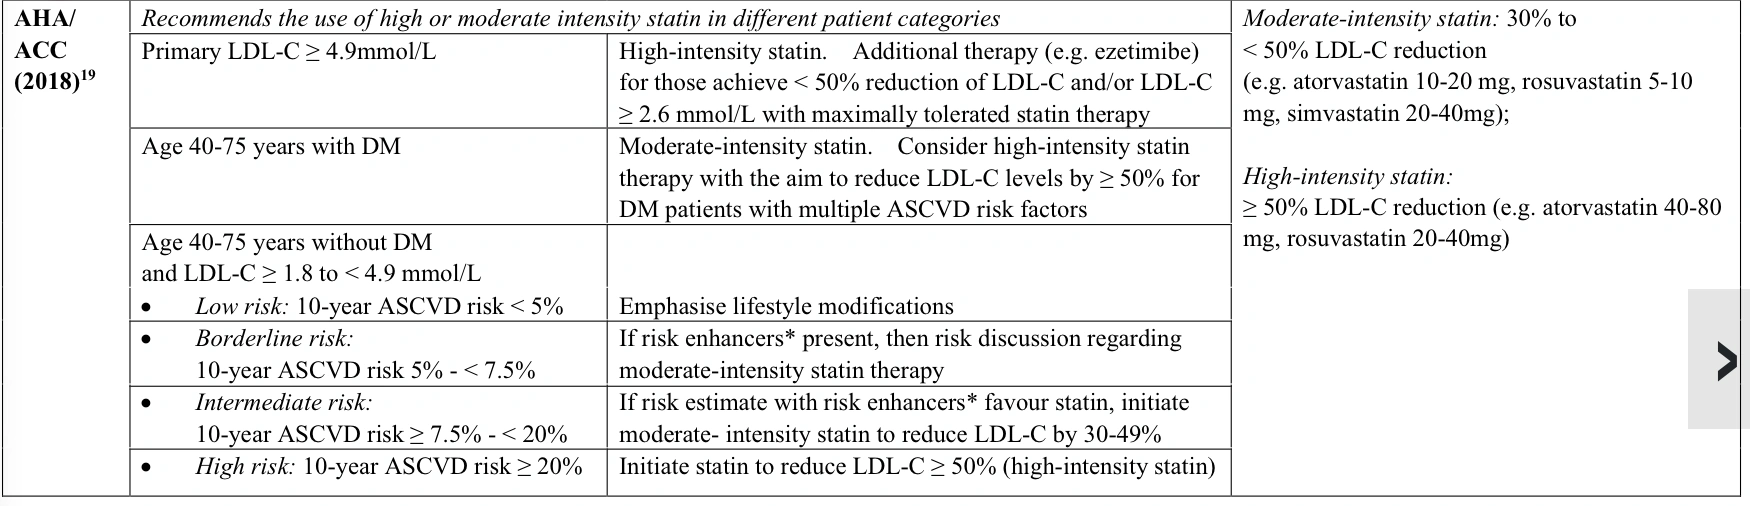 AHA/
ACC
(2018)19
Recommends the use of high or moderate intensity statin in different patient categories
Primary LDL-C ≥ 4.9mmol/L
High-intensity statin. Additional therapy (e.g. ezetimibe)
for those achieve < 50% reduction of LDL-C and/or LDL-C
≥ 2.6 mmol/L with maximally tolerated statin therapy
Age 40-75 years with DM
Moderate-intensity statin. Consider high-intensity statin
therapy with the aim to reduce LDL-C levels by ≥ 50% for
DM patients with multiple ASCVD risk factors
Age 40-75 years without DM
and LDL-C ≥ 1.8 to < 4.9 mmol/L
• Low risk: 10-year ASCVD risk < 5%
Emphasise lifestyle modifications
• Borderline risk:
10-year ASCVD risk 5% - < 7.5%
If risk enhancers* present, then risk discussion regarding
moderate-intensity statin therapy
• Intermediate risk:
10-year ASCVD risk ≥ 7.5% - < 20%
If risk estimate with risk enhancers* favour statin, initiate
moderate- intensity statin to reduce LDL-C by 30-49%
• High risk: 10-year ASCVD risk ≥ 20%
Initiate statin to reduce LDL-C ≥ 50% (high-intensity statin)
Moderate-intensity statin: 30% to
< 50% LDL-C reduction
(e.g. atorvastatin 10-20 mg, rosuvastatin 5-10
mg, simvastatin 20-40mg);
High-intensity statin:
≥ 50% LDL-C reduction (e.g. atorvastatin 40-80
mg, rosuvastatin 20-40mg)